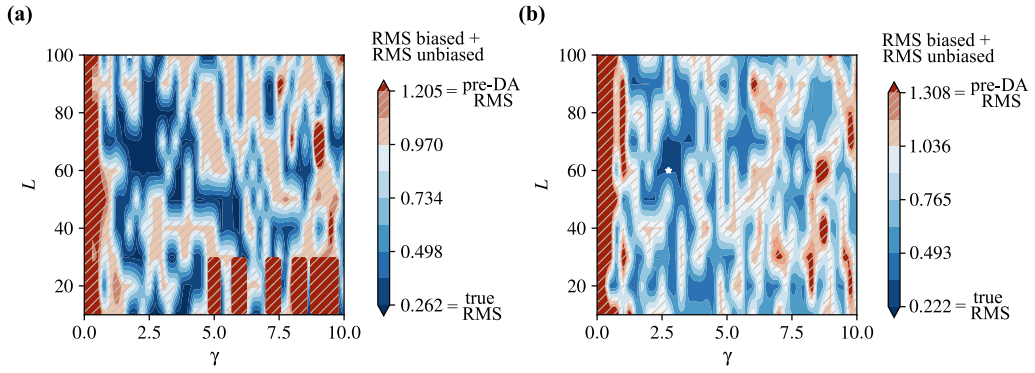 (a)
RMS biased +
RMS unbiased
100
80
60
40
20
L
0.0 2.5 5.0 7.5 10.0
γ
1.205 = pre-DA RMS
0.970
0.734
0.498
0.262 = true RMS
(b)
RMS biased +
RMS unbiased
100
80
60
40
20
L
0.0 2.5 5.0 7.5 10.0
γ
1.308 = pre-DA RMS
1.036
0.765
0.493
0.222 = true RMS